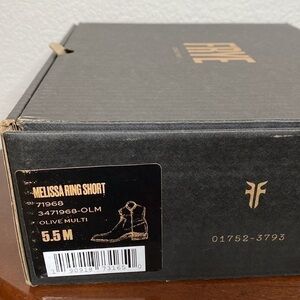 FRYE
MELISSA RING SHORT
71968
3471968-OLM
OLIVE MULTI
5.5 M
01752-3793